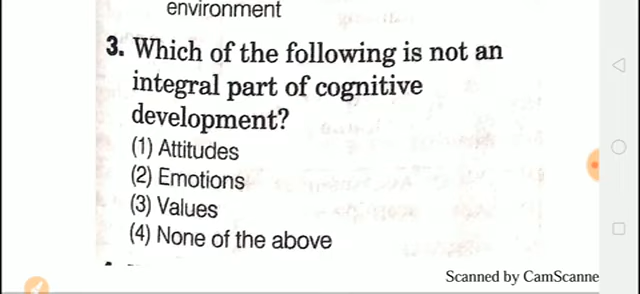 environment
3. Which of the following is not an
integral part of cognitive
development?
(1) Attitudes
(2) Emotions
(3) Values
(4) None of the above
Scanned by CamScanne